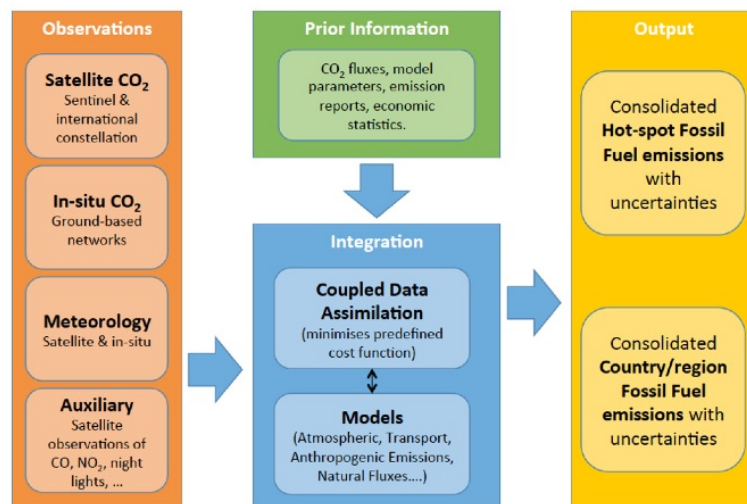 Observations
Satellite CO₂
Sentinel &
international
constellation
In-situ CO₂
Ground-based
networks
Meteorology
Satellite & in-situ
Auxiliary
Satellite
observations of
CO, NO₂, night
lights, ...
Prior Information
CO₂ fluxes, model
parameters, emission
reports, economic
statistics.
Integration
Coupled Data
Assimilation
(minimises predefined
cost function)
Models
(Atmospheric, Transport,
Anthropogenic Emissions,
Natural Fluxes....)
Output
Consolidated
Hot-spot Fossil
Fuel emissions
with
uncertainties
Consolidated
Country/region
Fossil Fuel
emissions with
uncertainties